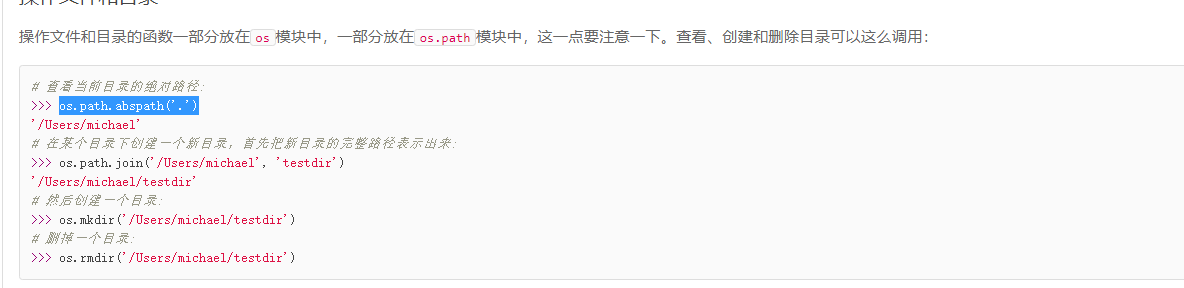 操作文件和目录
操作文件和目录的函数一部分放在os模块中，一部分放在os.path模块中，这一点要注意一下。查看、创建和删除目录可以这么调用：
# 查看当前目录的绝对路径:
>>> os.path.abspath('.')
'/Users/michael'
# 在某个目录下创建一个新目录，首先把新目录的完整路径表示出来:
>>> os.path.join('/Users/michael', 'testdir')
'/Users/michael/testdir'
# 然后创建一个目录:
>>> os.mkdir('/Users/michael/testdir')
# 删掉一个目录:
>>> os.rmdir('/Users/michael/testdir')